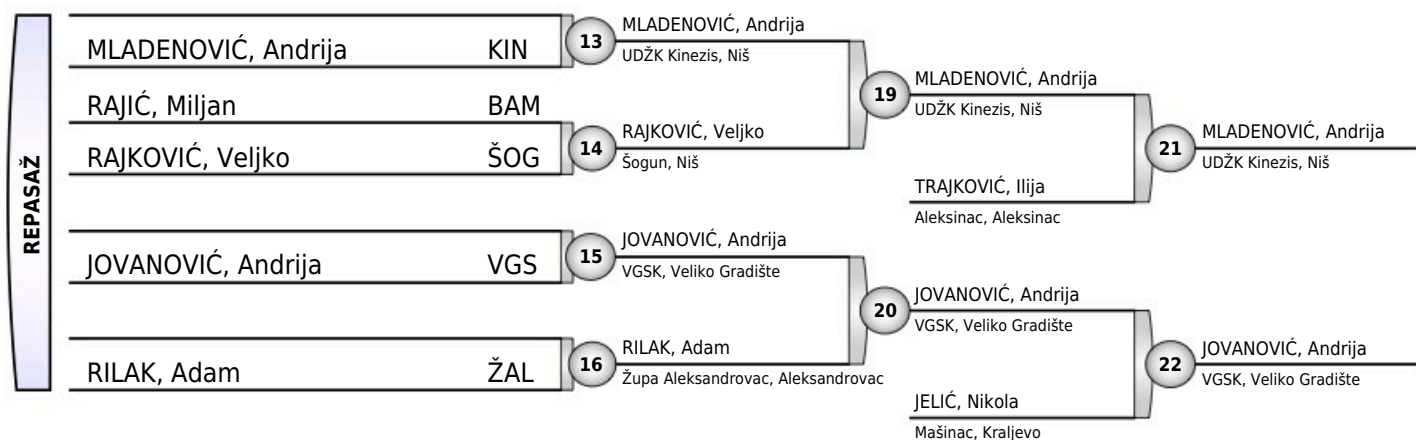 REPASAŽ
MLADENOVIĆ, Andrija KIN
RAJIĆ, Miljan BAM
RAJKOVIĆ, Veljko ŠOG
JOVANOVIĆ, Andrija VGS
RILAK, Adam ŽAL
13
MLADENOVIĆ, Andrija
UDŽK Kinezis, Niš
14
RAJKOVIĆ, Veljko
Šogun, Niš
15
JOVANOVIĆ, Andrija
VGSK, Veliko Gradište
16
RILAK, Adam
Župa Aleksandrovac, Aleksandrovac
19
MLADENOVIĆ, Andrija
UDŽK Kinezis, Niš
TRAJKOVIĆ, Ilija
Aleksinac, Aleksinac
20
JOVANOVIĆ, Andrija
VGSK, Veliko Gradište
JELIĆ, Nikola
Mašinac, Kraljevo
21
MLADENOVIĆ, Andrija
UDŽK Kinezis, Niš
22
JOVANOVIĆ, Andrija
VGSK, Veliko Gradište